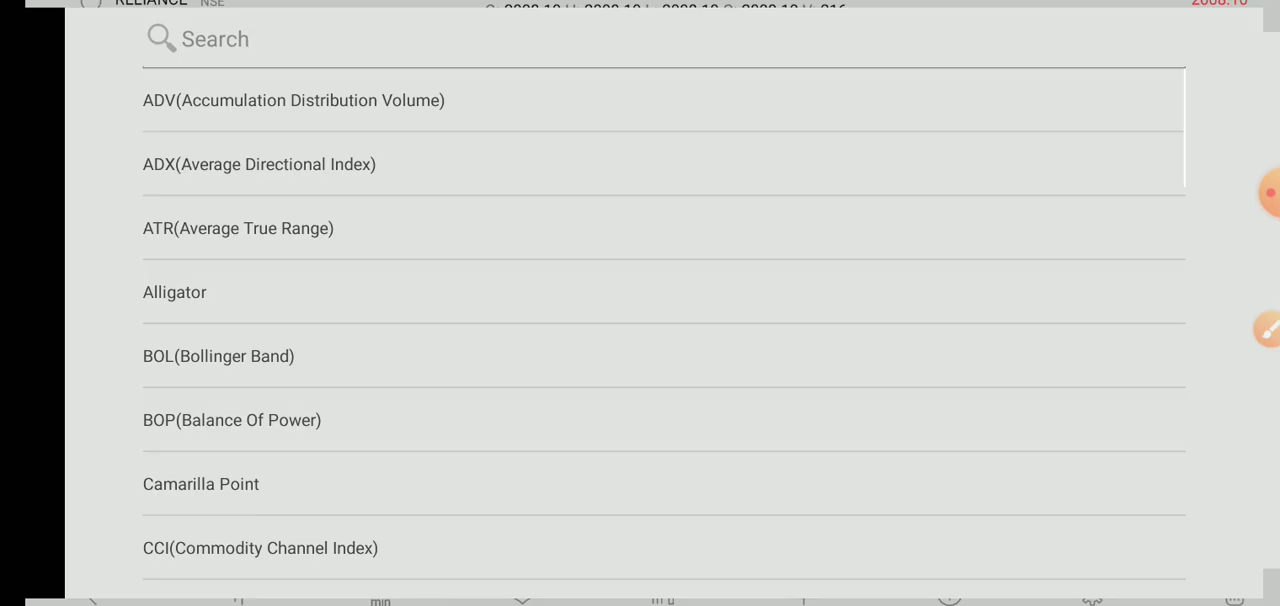 RELIANCE NSE
Search
ADV(Accumulation Distribution Volume)
ADX(Average Directional Index)
ATR(Average True Range)
Alligator
BOL(Bollinger Band)
BOP(Balance Of Power)
Camarilla Point
CCI(Commodity Channel Index)
min